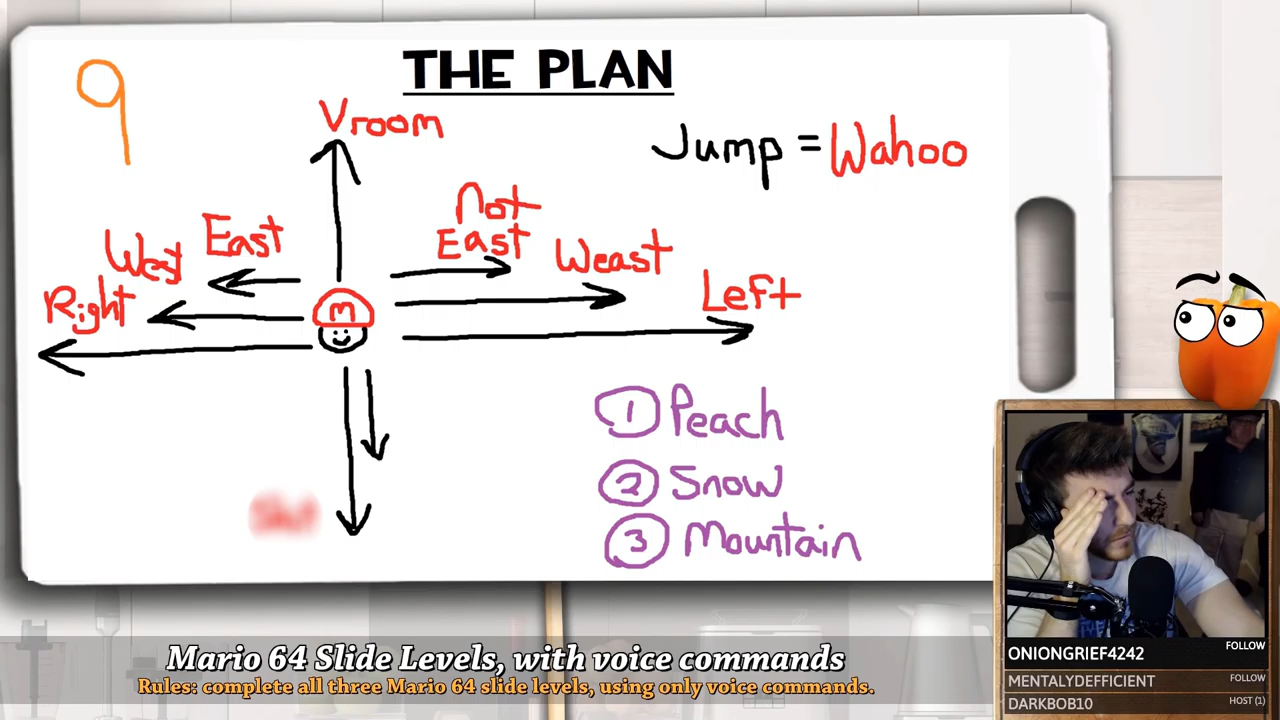 9
THE PLAN
Vroom
Jump = Wahoo
Not
East
East
West
Weast
Right
Left
M
1 Peach
2 Snow
3 Mountain
Mario 64 Slide Levels, with voice commands
Rules: complete all three Mario 64 slide levels, using only voice commands.
ONIONGRIEF4242 FOLLOW
MENTALYDEFFICIENT FOLLOW
DARKBOB10 HOST (1)